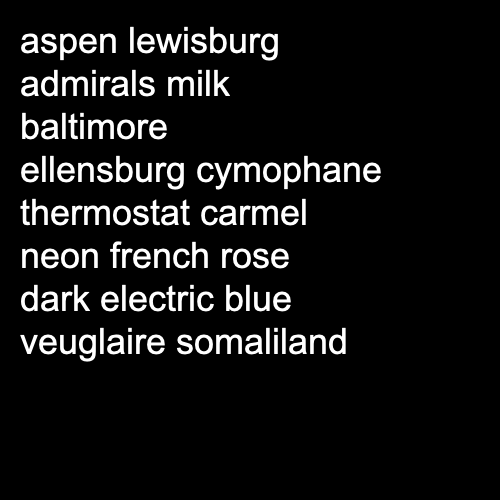 aspen lewisburg
admirals milk
baltimore
ellensburg cymophane
thermostat carmel
neon french rose
dark electric blue
veuglaire somaliland